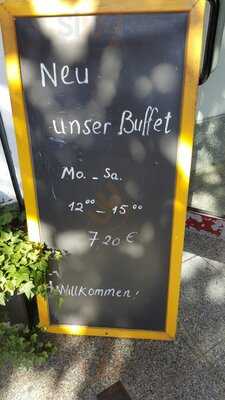 Neu
unser Buffet
Mo. - Sa.
12⁰⁰ - 15⁰⁰
7 20 €
Willkommen!